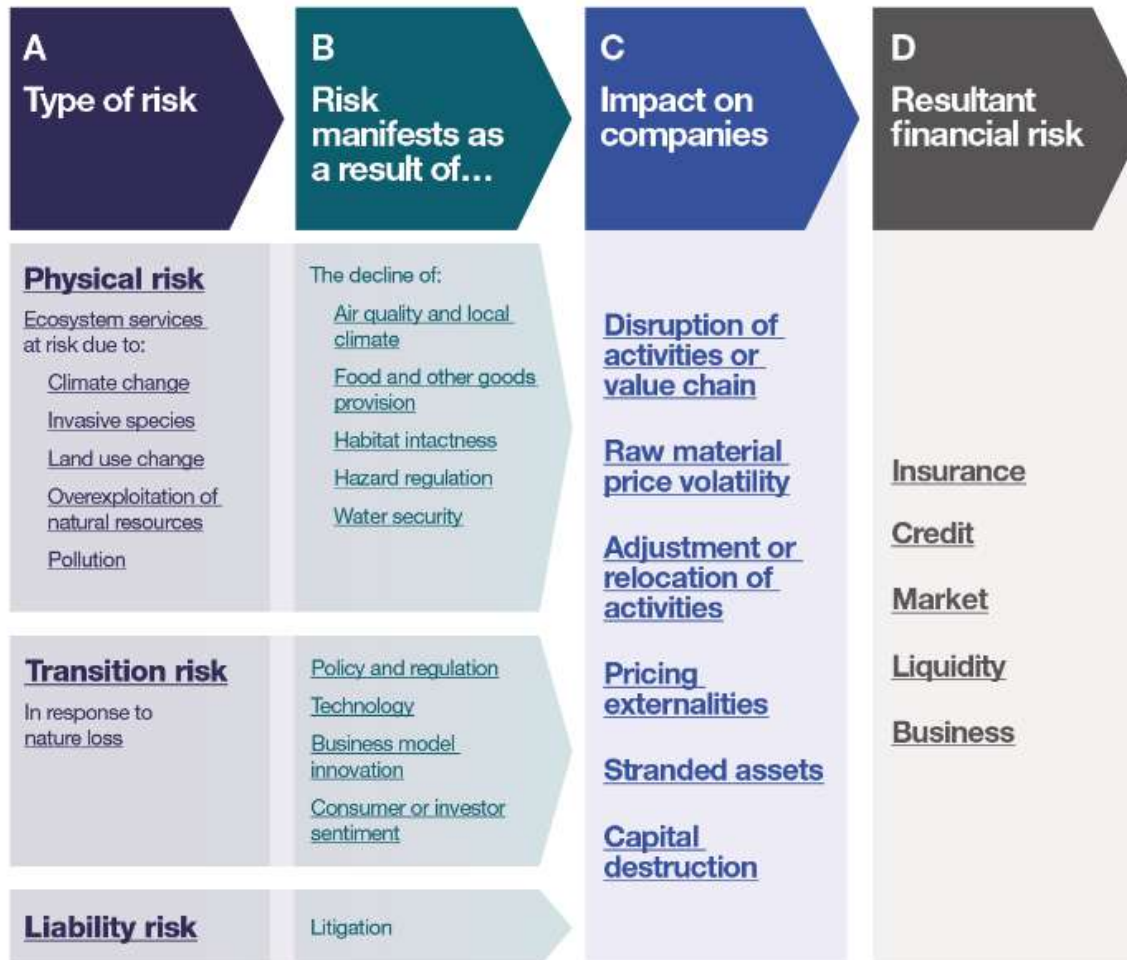 A
Type of risk
B
Risk
manifests as
a result of…
C
Impact on
companies
D
Resultant
financial risk
Physical risk
Ecosystem services
at risk due to:
Climate change
Invasive species
Land use change
Overexploitation of
natural resources
Pollution
The decline of:
Air quality and local
climate
Food and other goods
provision
Habitat intactness
Hazard regulation
Water security
Transition risk
In response to
nature loss
Policy and regulation
Technology
Business model
innovation
Consumer or investor
sentiment
Liability risk
Litigation
Disruption of
activities or
value chain
Raw material
price volatility
Adjustment or
relocation of
activities
Pricing
externalities
Stranded assets
Capital
destruction
Insurance
Credit
Market
Liquidity
Business